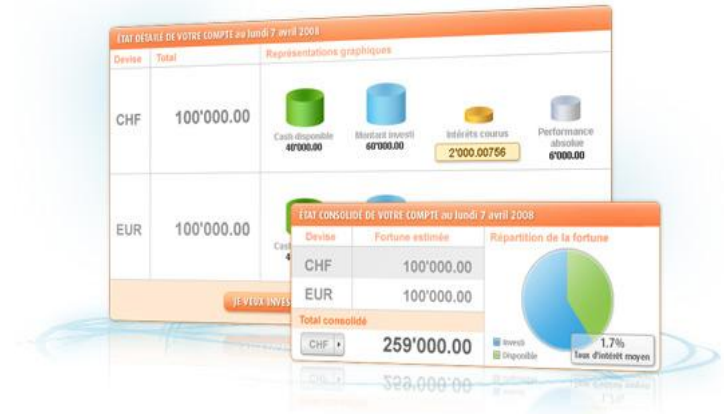 ÉTAT DÉTAILÉ DE VOTRE COMPTE au lundi 7 avril 2008
Devise Total Représentations graphiques
CHF 100'000.00
Cash disponible
40'000.00
Montant investi
60'000.00
Intérêts courus
2'000.00756
Performance
absolue
6'000.00
EUR 100'000.00
JE VEUX INVES
ÉTAT CONSOLIDÉ DE VOTRE COMPTE au lundi 7 avril 2008
Devise Fortune estimée Répartition de la fortune
CHF 100'000.00
EUR 100'000.00
Total consolidé
CHF 259'000.00
Investi
Disponible
1.7%
Taux d'intérêt moyen